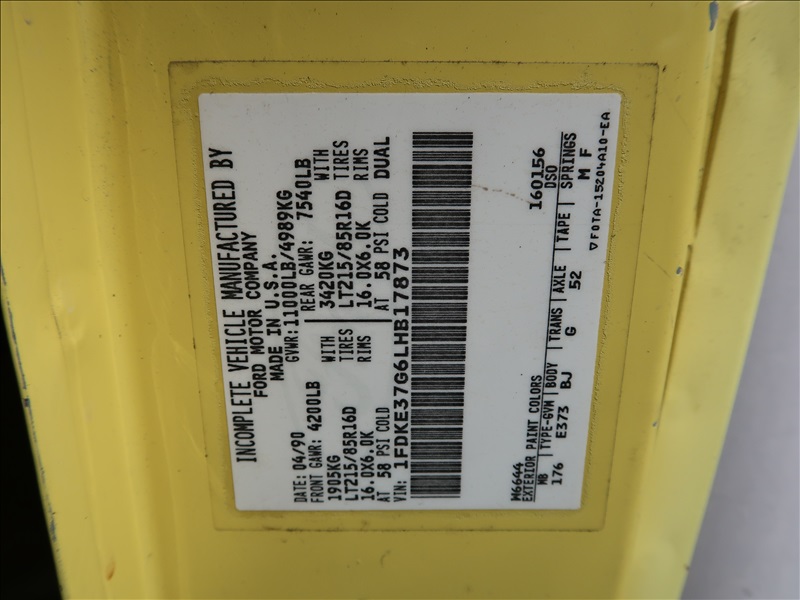 INCOMPLETE VEHICLE MANUFACTURED BY
FORD MOTOR COMPANY
MADE IN U.S.A.
DATE: 04/90 GVWR: 11000LB/4989KG
FRONT GAWR: 4200LB REAR GAWR: 7540LB
1905KG WITH 3420KG WITH
LT215/85R16D TIRES LT215/85R16D TIRES
16.0X6.0K RIMS 16.0X6.0K RIMS
AT 58 PSI COLD AT 58 PSI COLD DUAL
VIN: 1FDKE37G6LHB17873
M6644 160156
EXTERIOR PAINT COLORS DSO
WB | TYPE-GVM | BODY | TRANS | AXLE | TAPE | SPRINGS
176 E373 BJ G 52 M F
▽ F0TA-15204A10-EA